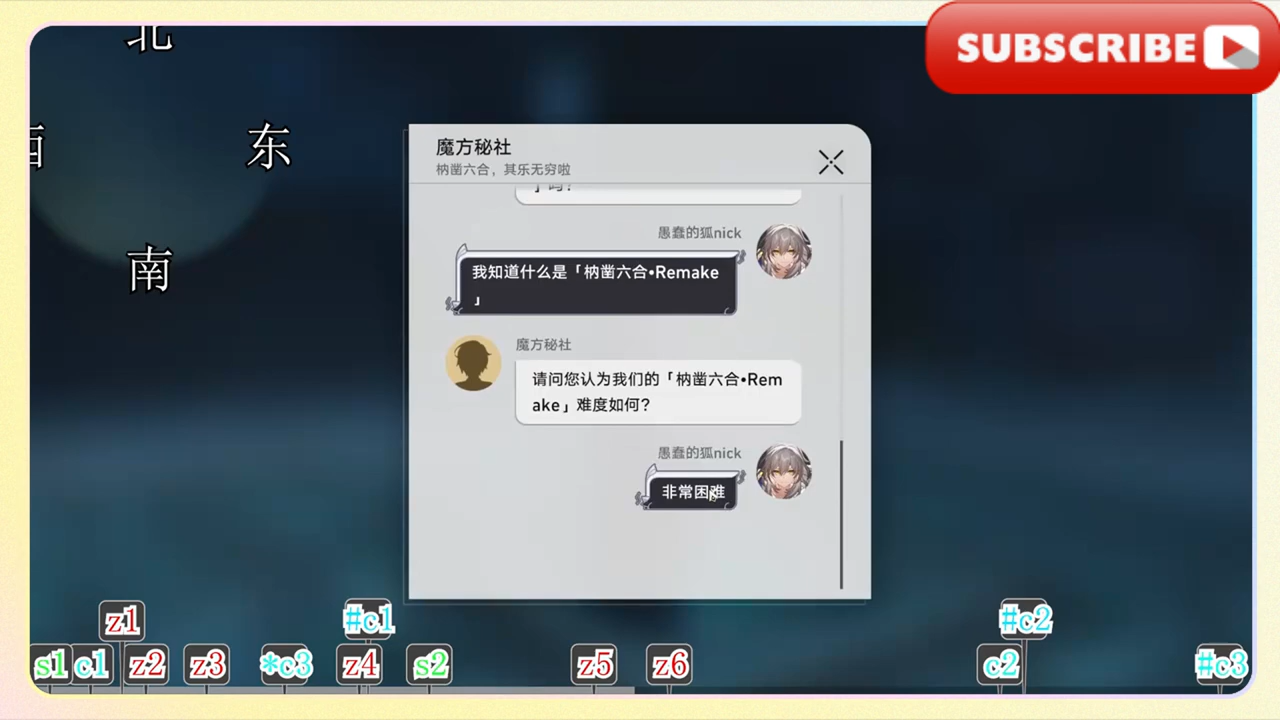 北
SUBSCRIBE
东
南
魔方秘社
枘凿六合，其乐无穷啦
」吗？
愚蠢的狐nick
我知道什么是「枘凿六合•Remake
」
魔方秘社
请问您认为我们的「枘凿六合•Rem
ake」难度如何？
愚蠢的狐nick
非常困难
z1 #c1 #c2
s1 c1 z2 z3 *c3 z4 s2 z5 z6 c2 #c3